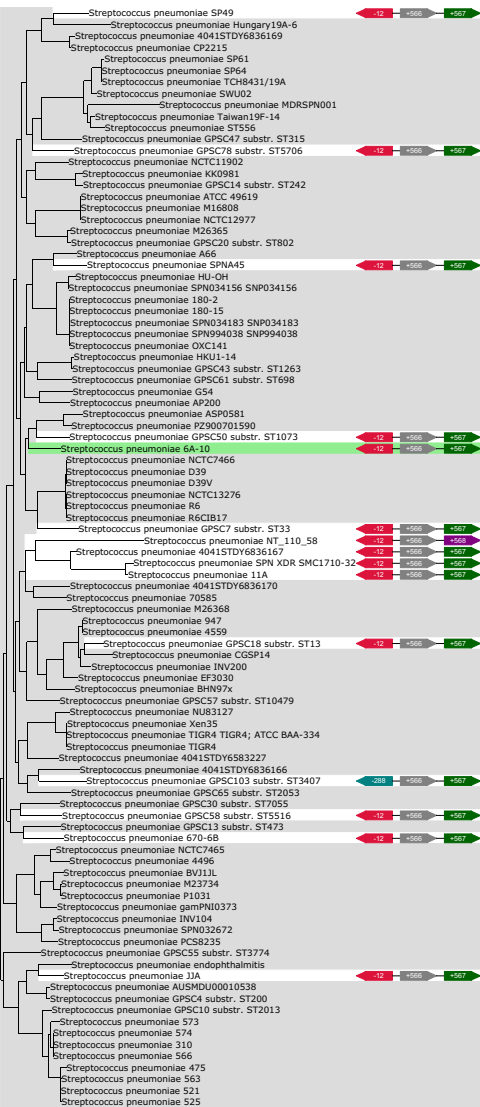 Streptococcus pneumoniae SP49 -12 +566 +567
Streptococcus pneumoniae Hungary19A-6
Streptococcus pneumoniae 4041STDY6836169
Streptococcus pneumoniae CP2215
Streptococcus pneumoniae SP61
Streptococcus pneumoniae SP64
Streptococcus pneumoniae TCH8431/19A
Streptococcus pneumoniae SWU02
Streptococcus pneumoniae MDRSPN001
Streptococcus pneumoniae Taiwan19F-14
Streptococcus pneumoniae ST556
Streptococcus pneumoniae GPSC47 substr. ST315
Streptococcus pneumoniae GPSC78 substr. ST5706 -12 +566 +567
Streptococcus pneumoniae NCTC11902
Streptococcus pneumoniae KK0981
Streptococcus pneumoniae GPSC14 substr. ST242
Streptococcus pneumoniae ATCC 49619
Streptococcus pneumoniae M16808
Streptococcus pneumoniae NCTC12977
Streptococcus pneumoniae M26365
Streptococcus pneumoniae GPSC20 substr. ST802
Streptococcus pneumoniae A66
Streptococcus pneumoniae SPNA45 -12 +566 +567
Streptococcus pneumoniae HU-OH
Streptococcus pneumoniae SPN034156 SNP034156
Streptococcus pneumoniae 180-2
Streptococcus pneumoniae 180-15
Streptococcus pneumoniae SPN034183 SNP034183
Streptococcus pneumoniae SPN994038 SNP994038
Streptococcus pneumoniae OXC141
Streptococcus pneumoniae HKU1-14
Streptococcus pneumoniae GPSC43 substr. ST1263
Streptococcus pneumoniae GPSC61 substr. ST698
Streptococcus pneumoniae G54
Streptococcus pneumoniae AP200
Streptococcus pneumoniae ASP0581
Streptococcus pneumoniae PZ900701590
Streptococcus pneumoniae GPSC50 substr. ST1073 -12 +566 +567
Streptococcus pneumoniae 6A-10 -12 +566 +567
Streptococcus pneumoniae NCTC7466
Streptococcus pneumoniae D39
Streptococcus pneumoniae D39V
Streptococcus pneumoniae NCTC13276
Streptococcus pneumoniae R6
Streptococcus pneumoniae R6CIB17
Streptococcus pneumoniae GPSC7 substr. ST33 -12 +566 +567
Streptococcus pneumoniae NT_110_58 -12 +566 +568
Streptococcus pneumoniae 4041STDY6836167 -12 +566 +567
Streptococcus pneumoniae SPN XDR SMC1710-32 -12 +566 +567
Streptococcus pneumoniae 11A -12 +566 +567
Streptococcus pneumoniae 4041STDY6836170
Streptococcus pneumoniae 70585
Streptococcus pneumoniae M26368
Streptococcus pneumoniae 947
Streptococcus pneumoniae 4559
Streptococcus pneumoniae GPSC18 substr. ST13 -12 +566 +567
Streptococcus pneumoniae CGSP14
Streptococcus pneumoniae INV200
Streptococcus pneumoniae EF3030
Streptococcus pneumoniae BHN97x
Streptococcus pneumoniae GPSC57 substr. ST10479
Streptococcus pneumoniae NU83127
Streptococcus pneumoniae Xen35
Streptococcus pneumoniae TIGR4 TIGR4; ATCC BAA-334
Streptococcus pneumoniae TIGR4
Streptococcus pneumoniae 4041STDY6583227
Streptococcus pneumoniae 4041STDY6836166
Streptococcus pneumoniae GPSC103 substr. ST3407 -288 +566 +567
Streptococcus pneumoniae GPSC65 substr. ST2053
Streptococcus pneumoniae GPSC30 substr. ST7055
Streptococcus pneumoniae GPSC58 substr. ST5516 -12 +566 +567
Streptococcus pneumoniae GPSC13 substr. ST473
Streptococcus pneumoniae 670-6B -12 +566 +567
Streptococcus pneumoniae NCTC7465
Streptococcus pneumoniae 4496
Streptococcus pneumoniae BVJ1JL
Streptococcus pneumoniae M23734
Streptococcus pneumoniae P1031
Streptococcus pneumoniae gamPNI0373
Streptococcus pneumoniae INV104
Streptococcus pneumoniae SPN032672
Streptococcus pneumoniae PCS8235
Streptococcus pneumoniae GPSC55 substr. ST3774
Streptococcus pneumoniae endophthalmitis
Streptococcus pneumoniae JJA -12 +566 +567
Streptococcus pneumoniae AUSMDU00010538
Streptococcus pneumoniae GPSC4 substr. ST200
Streptococcus pneumoniae GPSC10 substr. ST2013
Streptococcus pneumoniae 573
Streptococcus pneumoniae 574
Streptococcus pneumoniae 310
Streptococcus pneumoniae 566
Streptococcus pneumoniae 475
Streptococcus pneumoniae 563
Streptococcus pneumoniae 521
Streptococcus pneumoniae 525